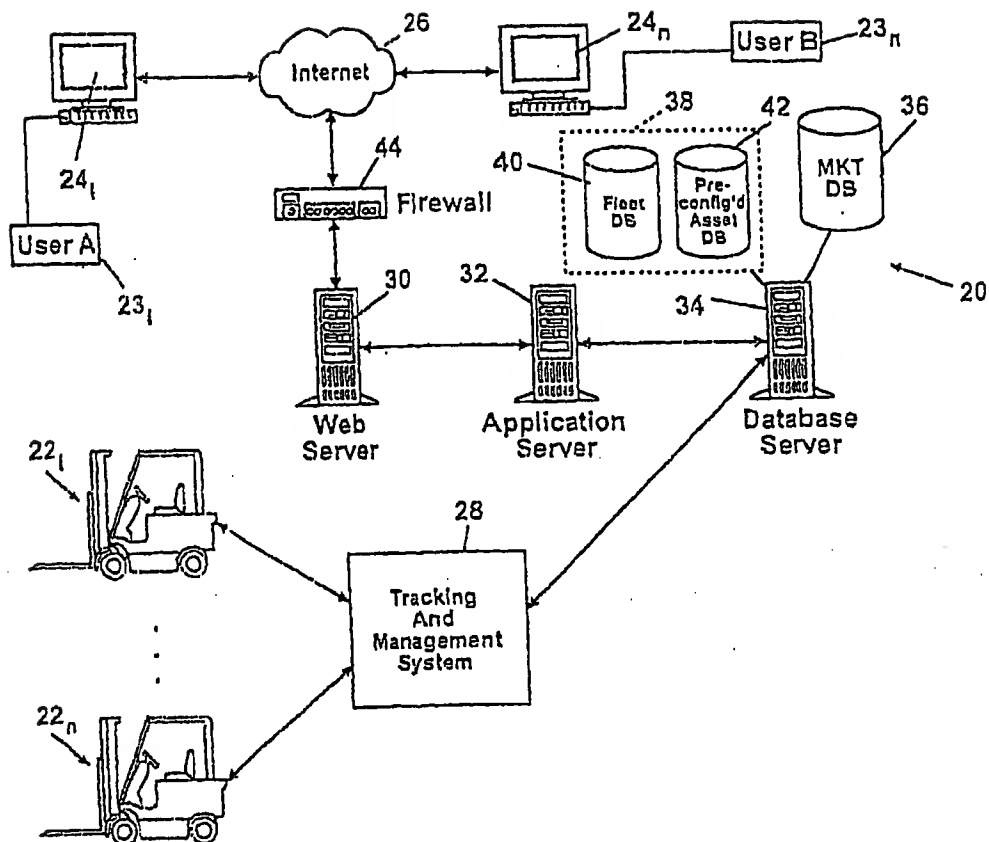 26
Internet
24n
User B
23n
24l
44
Firewall
38
42
36
40
Fleet
DB
Pre-
config'd
Asset
DB
MKT
DB
User A
23l
30
32
34
20
Web
Server
Application
Server
Database
Server
22l
28
Tracking
And
Management
System
22n